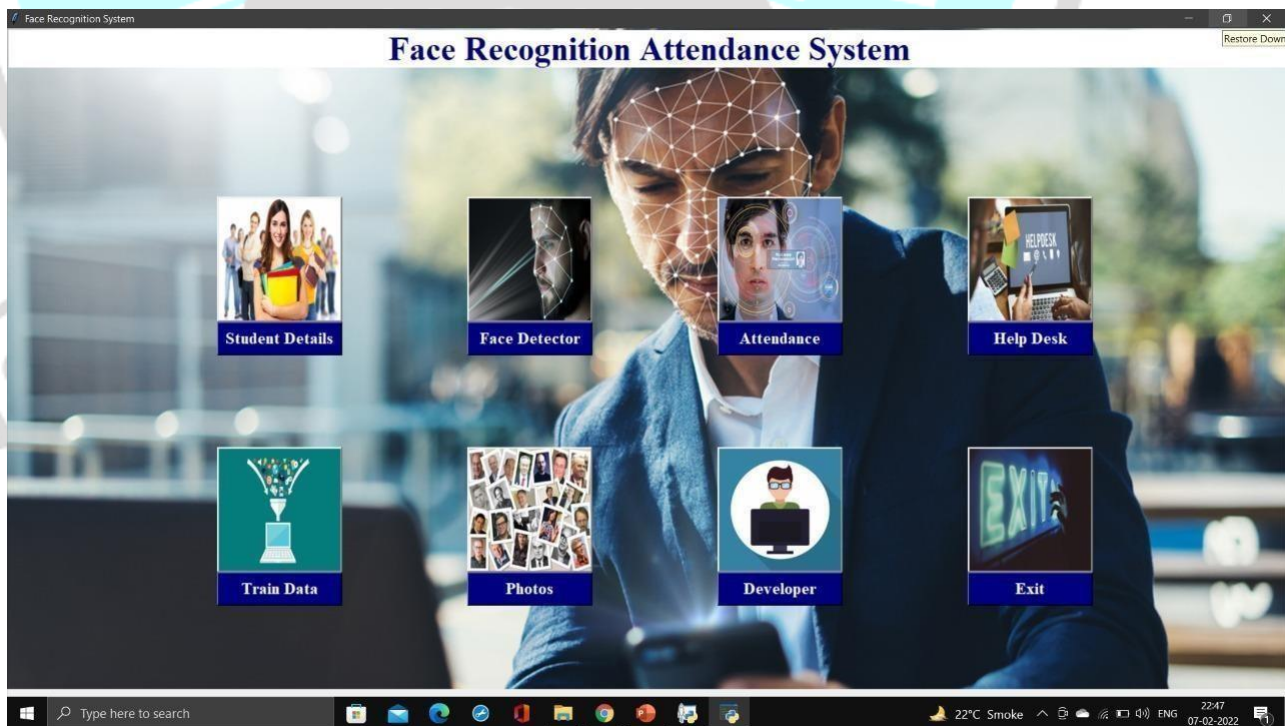 Face Recognition System
Restore Down
Face Recognition Attendance System
HELPDESK
Student Details
Face Detector
Attendance
Help Desk
EXIT
Train Data
Photos
Developer
Exit
Type here to search
22°C Smoke
ENG
22:47
07-02-2022